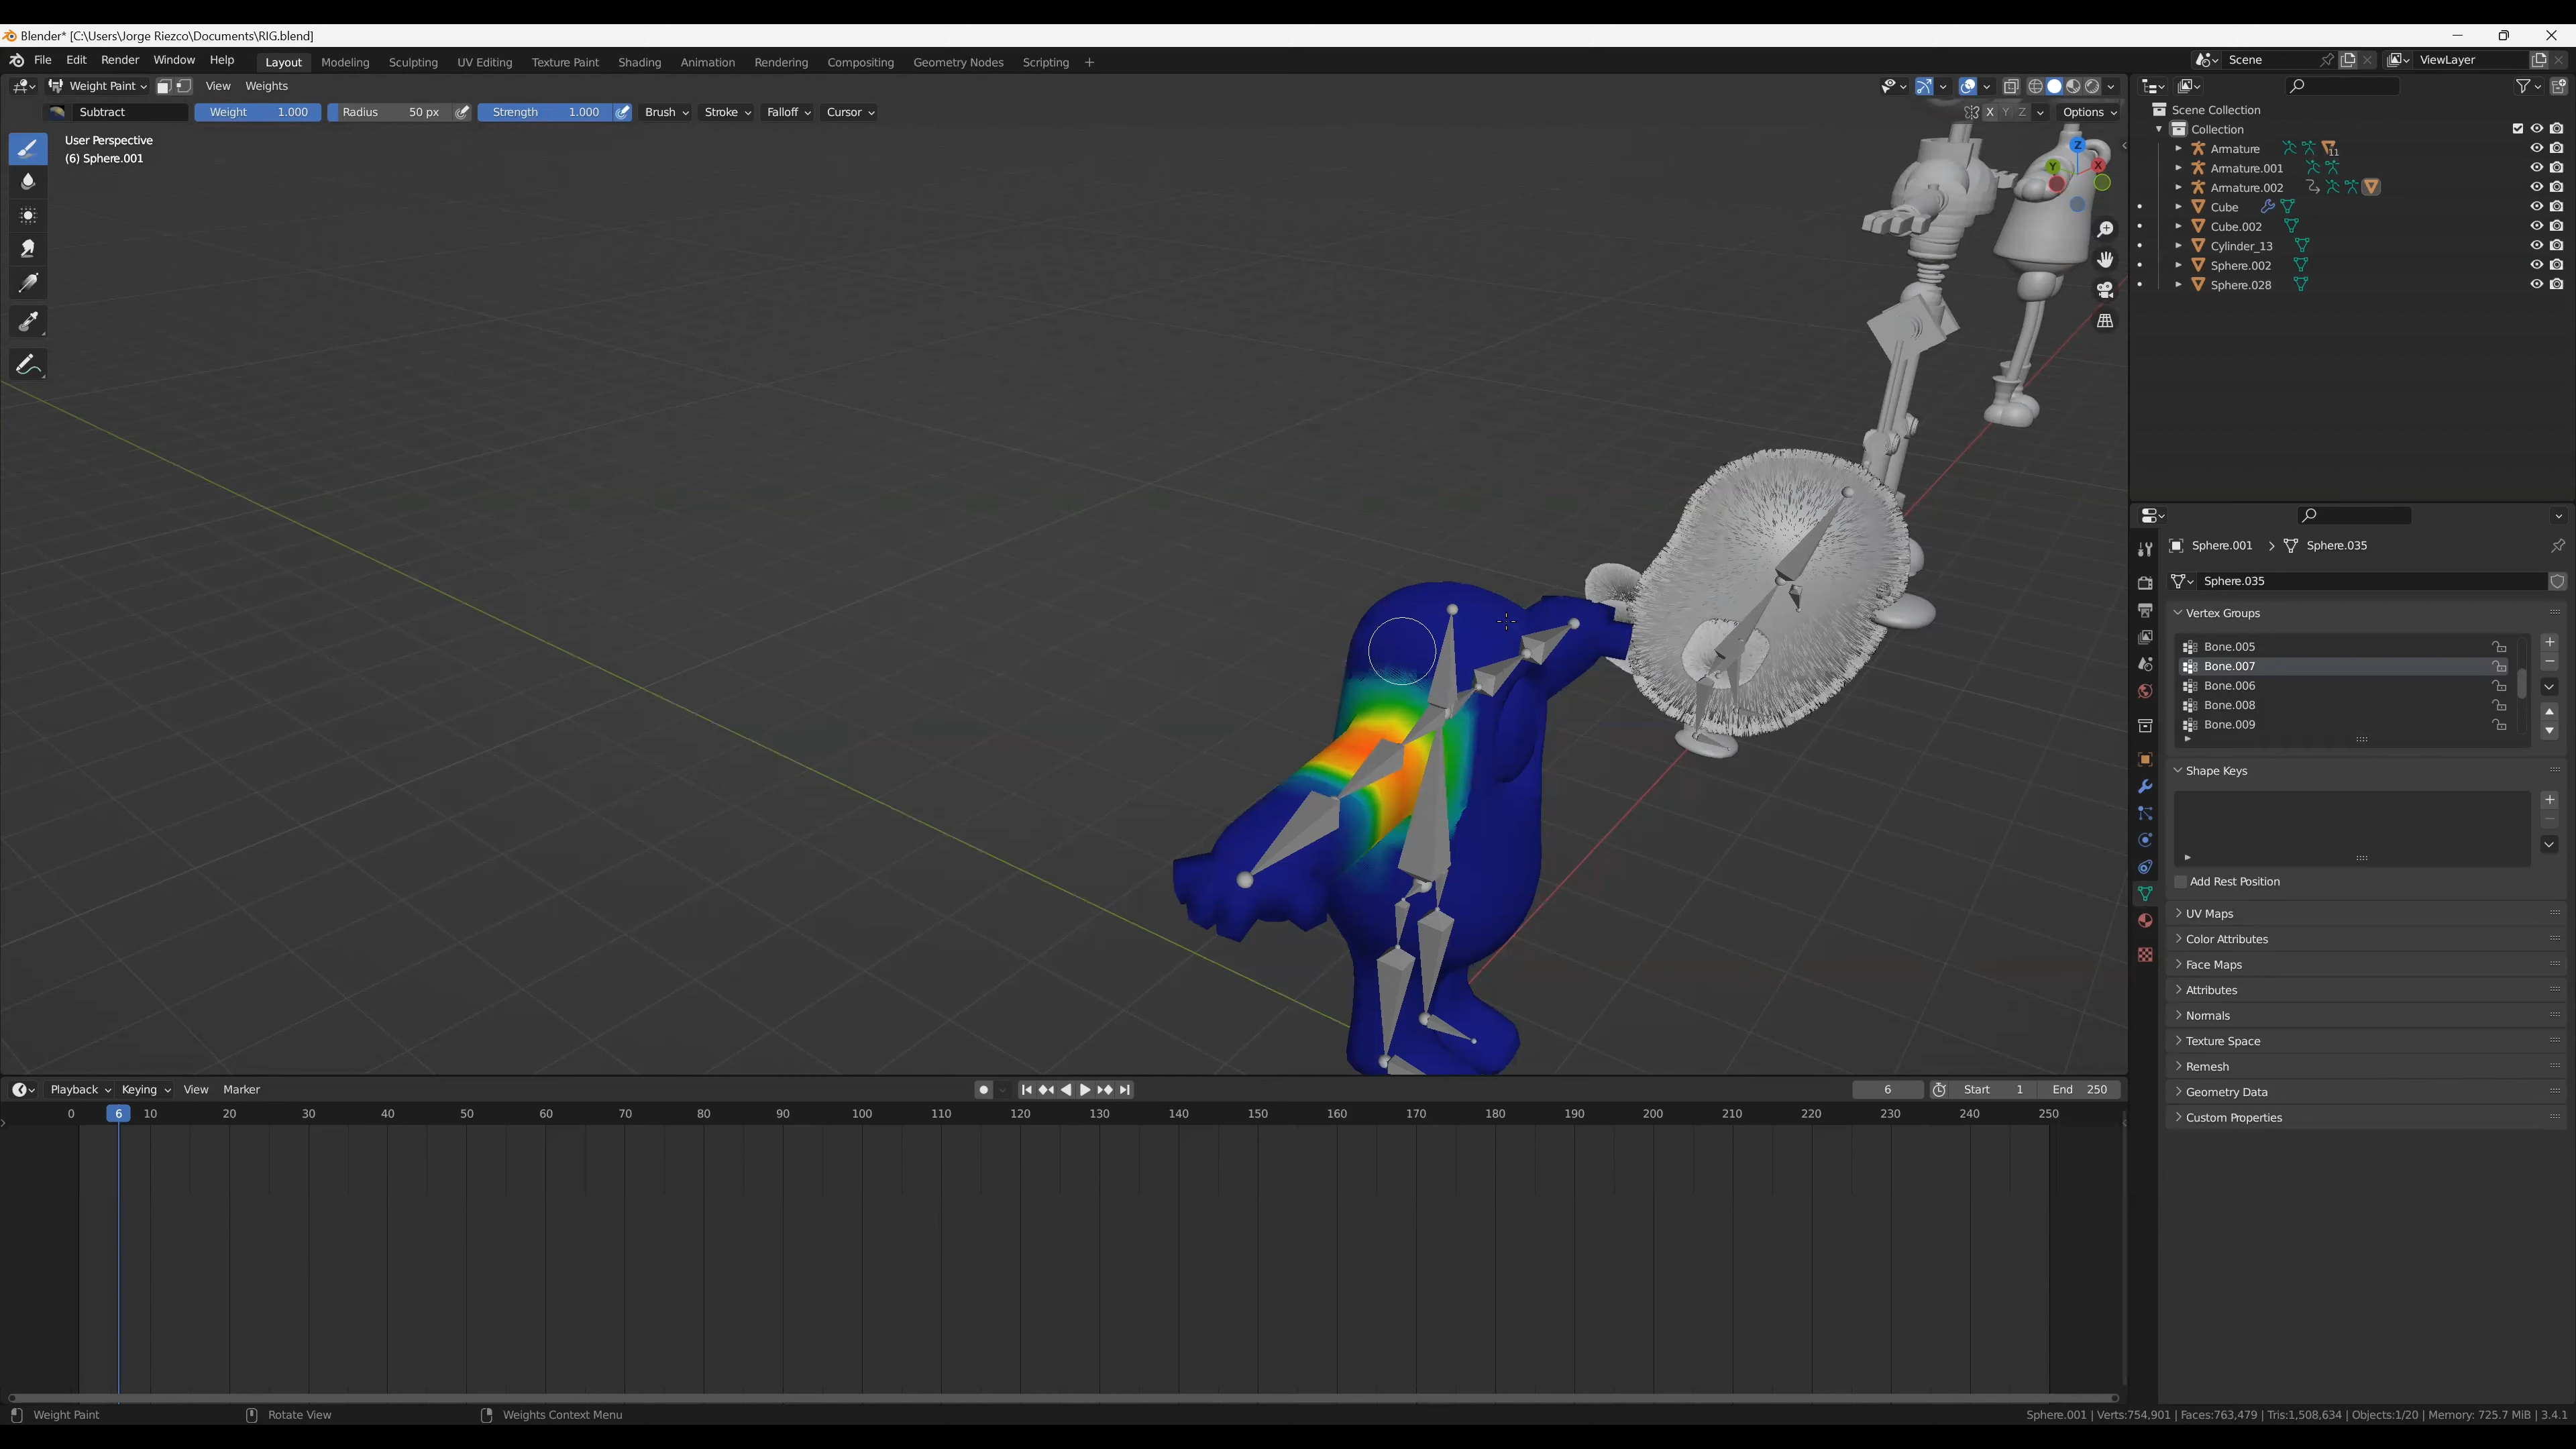 Blender* [C:\Users\Jorge Riezco\Documents\RIG.blend]
File Edit Render Window Help Layout Modeling Sculpting UV Editing Texture Paint Shading Animation Rendering Compositing Geometry Nodes Scripting + Scene ViewLayer
Weight Paint View Weights
Subtract Weight 1.000 Radius 50 px Strength 1.000 Brush Stroke Falloff Cursor X Y Z Options
User Perspective
(6) Sphere.001
Z
Y X
Scene Collection
Collection
Armature 11
Armature.001
Armature.002
Cube
Cube.002
Cylinder_13
Sphere.002
Sphere.028
Sphere.001 > Sphere.035
Sphere.035
Vertex Groups
Bone.005
Bone.007
Bone.006
Bone.008
Bone.009
Shape Keys
Add Rest Position
UV Maps
Color Attributes
Face Maps
Attributes
Normals
Texture Space
Remesh
Geometry Data
Custom Properties
Playback Keying View Marker 6 Start 1 End 250
0 6 10 20 30 40 50 60 70 80 90 100 110 120 130 140 150 160 170 180 190 200 210 220 230 240 250
Weight Paint Rotate View Weights Context Menu Sphere.001 | Verts:754,901 | Faces:763,479 | Tris:1,508,634 | Objects:1/20 | Memory: 725.7 MiB | 3.4.1